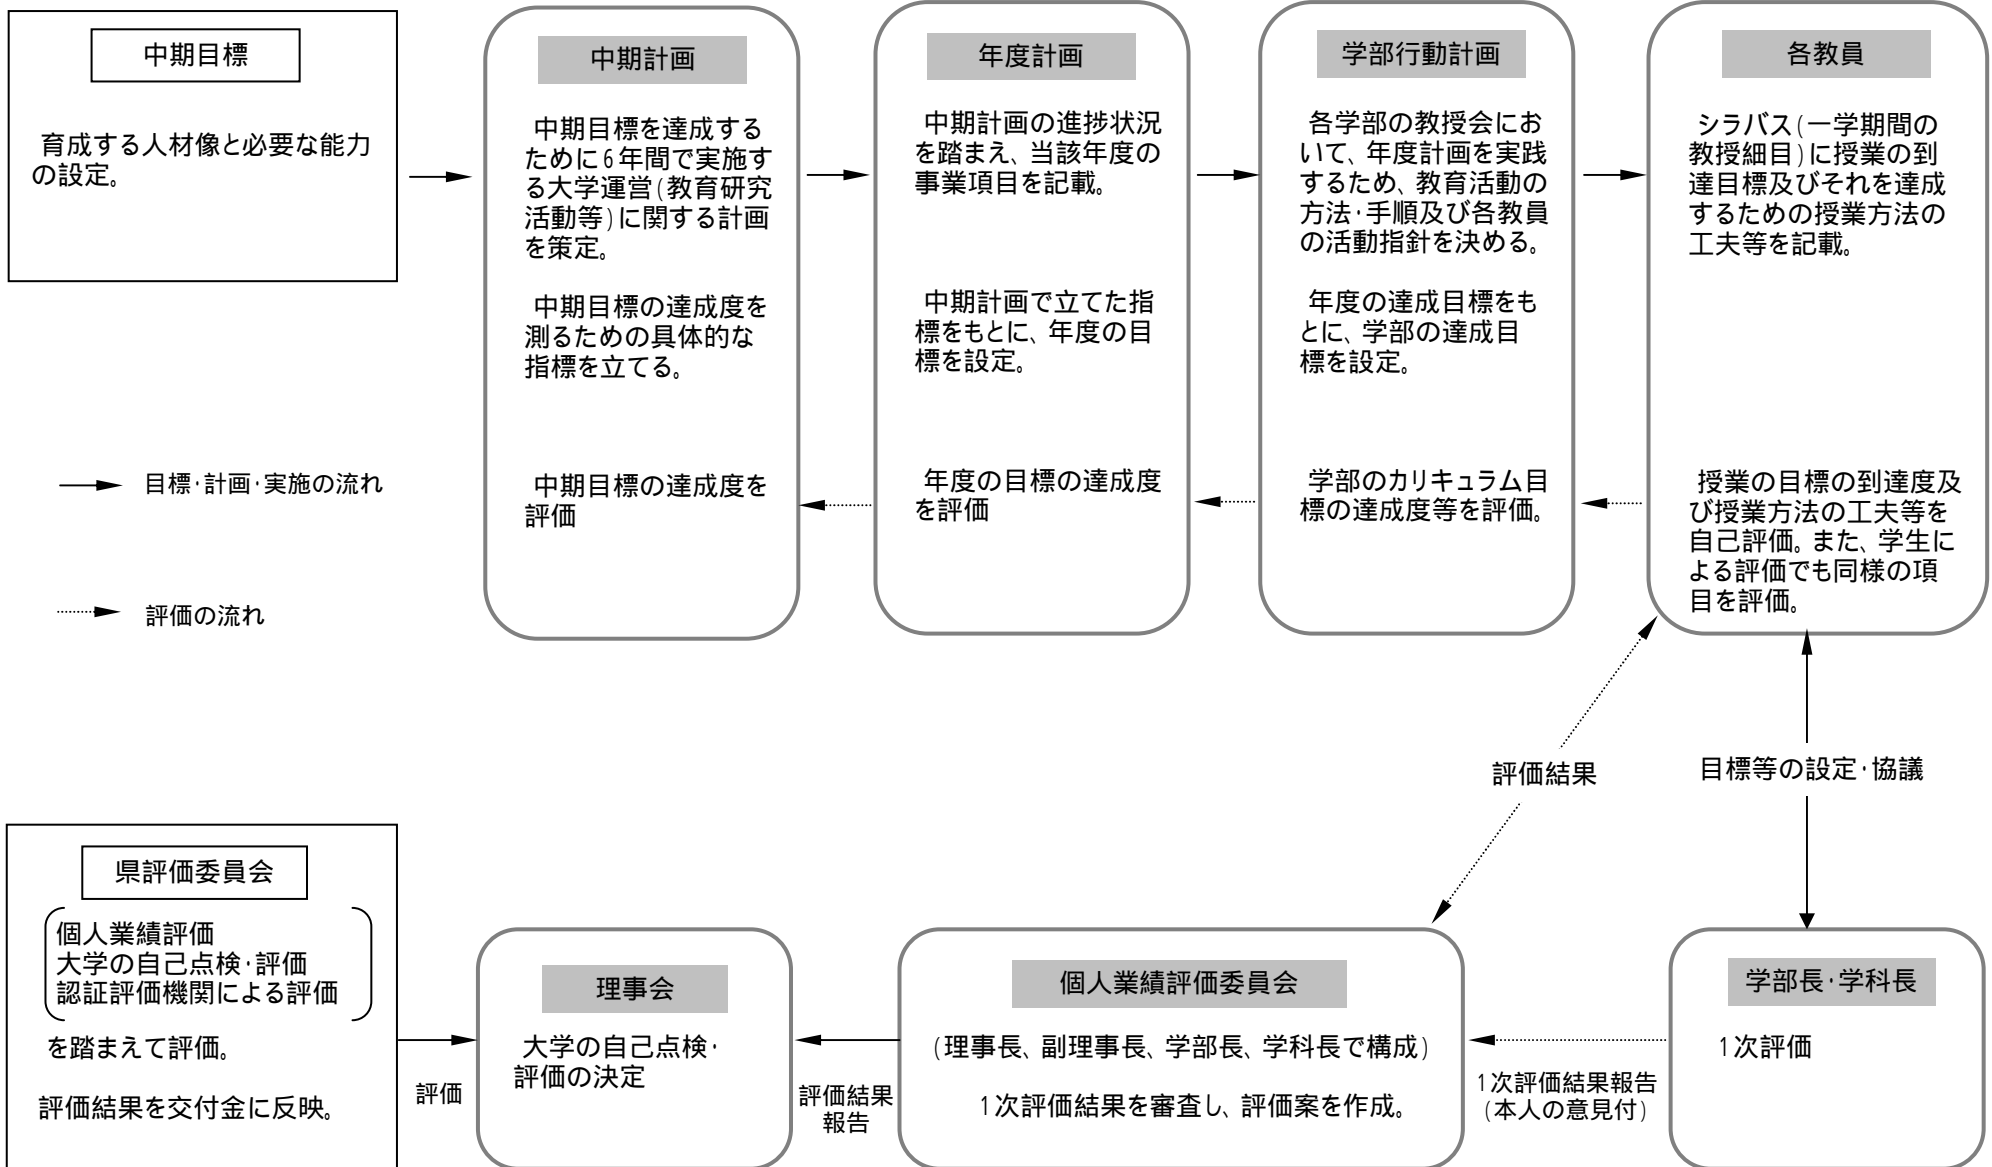 中期目標
育成する人材像と必要な能力
の設定。
中期計画
中期目標を達成する
ために6年間で実施す
る大学運営(教育研究
活動等)に関する計画
を策定。
中期目標の達成度を
測るための具体的な
指標を立てる。
中期目標の達成度を
評価
年度計画
中期計画の進捗状況
を踏まえ、当該年度の
事業項目を記載。
中期計画で立てた指
標をもとに、年度の目
標を設定。
年度の目標の達成度
を評価
学部行動計画
各学部の教授会にお
いて、年度計画を実践
するため、教育活動の
方法・手順及び各教員
の活動指針を決める。
年度の達成目標をも
とに、学部の達成目
標を設定。
学部のカリキュラム目
標の達成度等を評価。
各教員
シラバス(一学期間の
教授細目)に授業の到
達目標及びそれを達成
するための授業方法の
工夫等を記載。
授業の目標の到達度及
び授業方法の工夫等を
自己評価。また、学生に
よる評価でも同様の項
目を評価。
目標・計画・実施の流れ
評価の流れ
評価結果
目標等の設定・協議
県評価委員会
個人業績評価
大学の自己点検・評価
認証評価機関による評価
を踏まえて評価。
評価結果を交付金に反映。
評価
理事会
大学の自己点検・
評価の決定
評価結果
報告
個人業績評価委員会
(理事長、副理事長、学部長、学科長で構成)
1次評価結果を審査し、評価案を作成。
1次評価結果報告
(本人の意見付)
学部長・学科長
1次評価